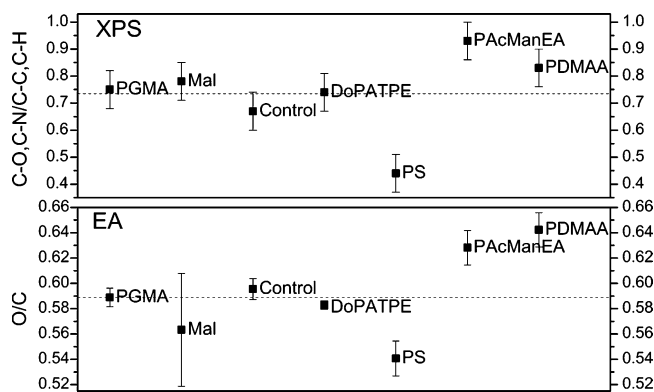 XPS
C-O,C-N/C-C,C-H
1.0
0.9
0.8
0.7
0.6
0.5
0.4
PGMA
Mal
Control
DoPATPE
PS
PAcManEA
PDMAA
1.0
0.9
0.8
0.7
0.6
0.5
0.4
EA
O/C
0.66
0.64
0.62
0.60
0.58
0.56
0.54
0.52
PGMA
Mal
Control
DoPATPE
PS
PAcManEA
PDMAA
0.66
0.64
0.62
0.60
0.58
0.56
0.54
0.52